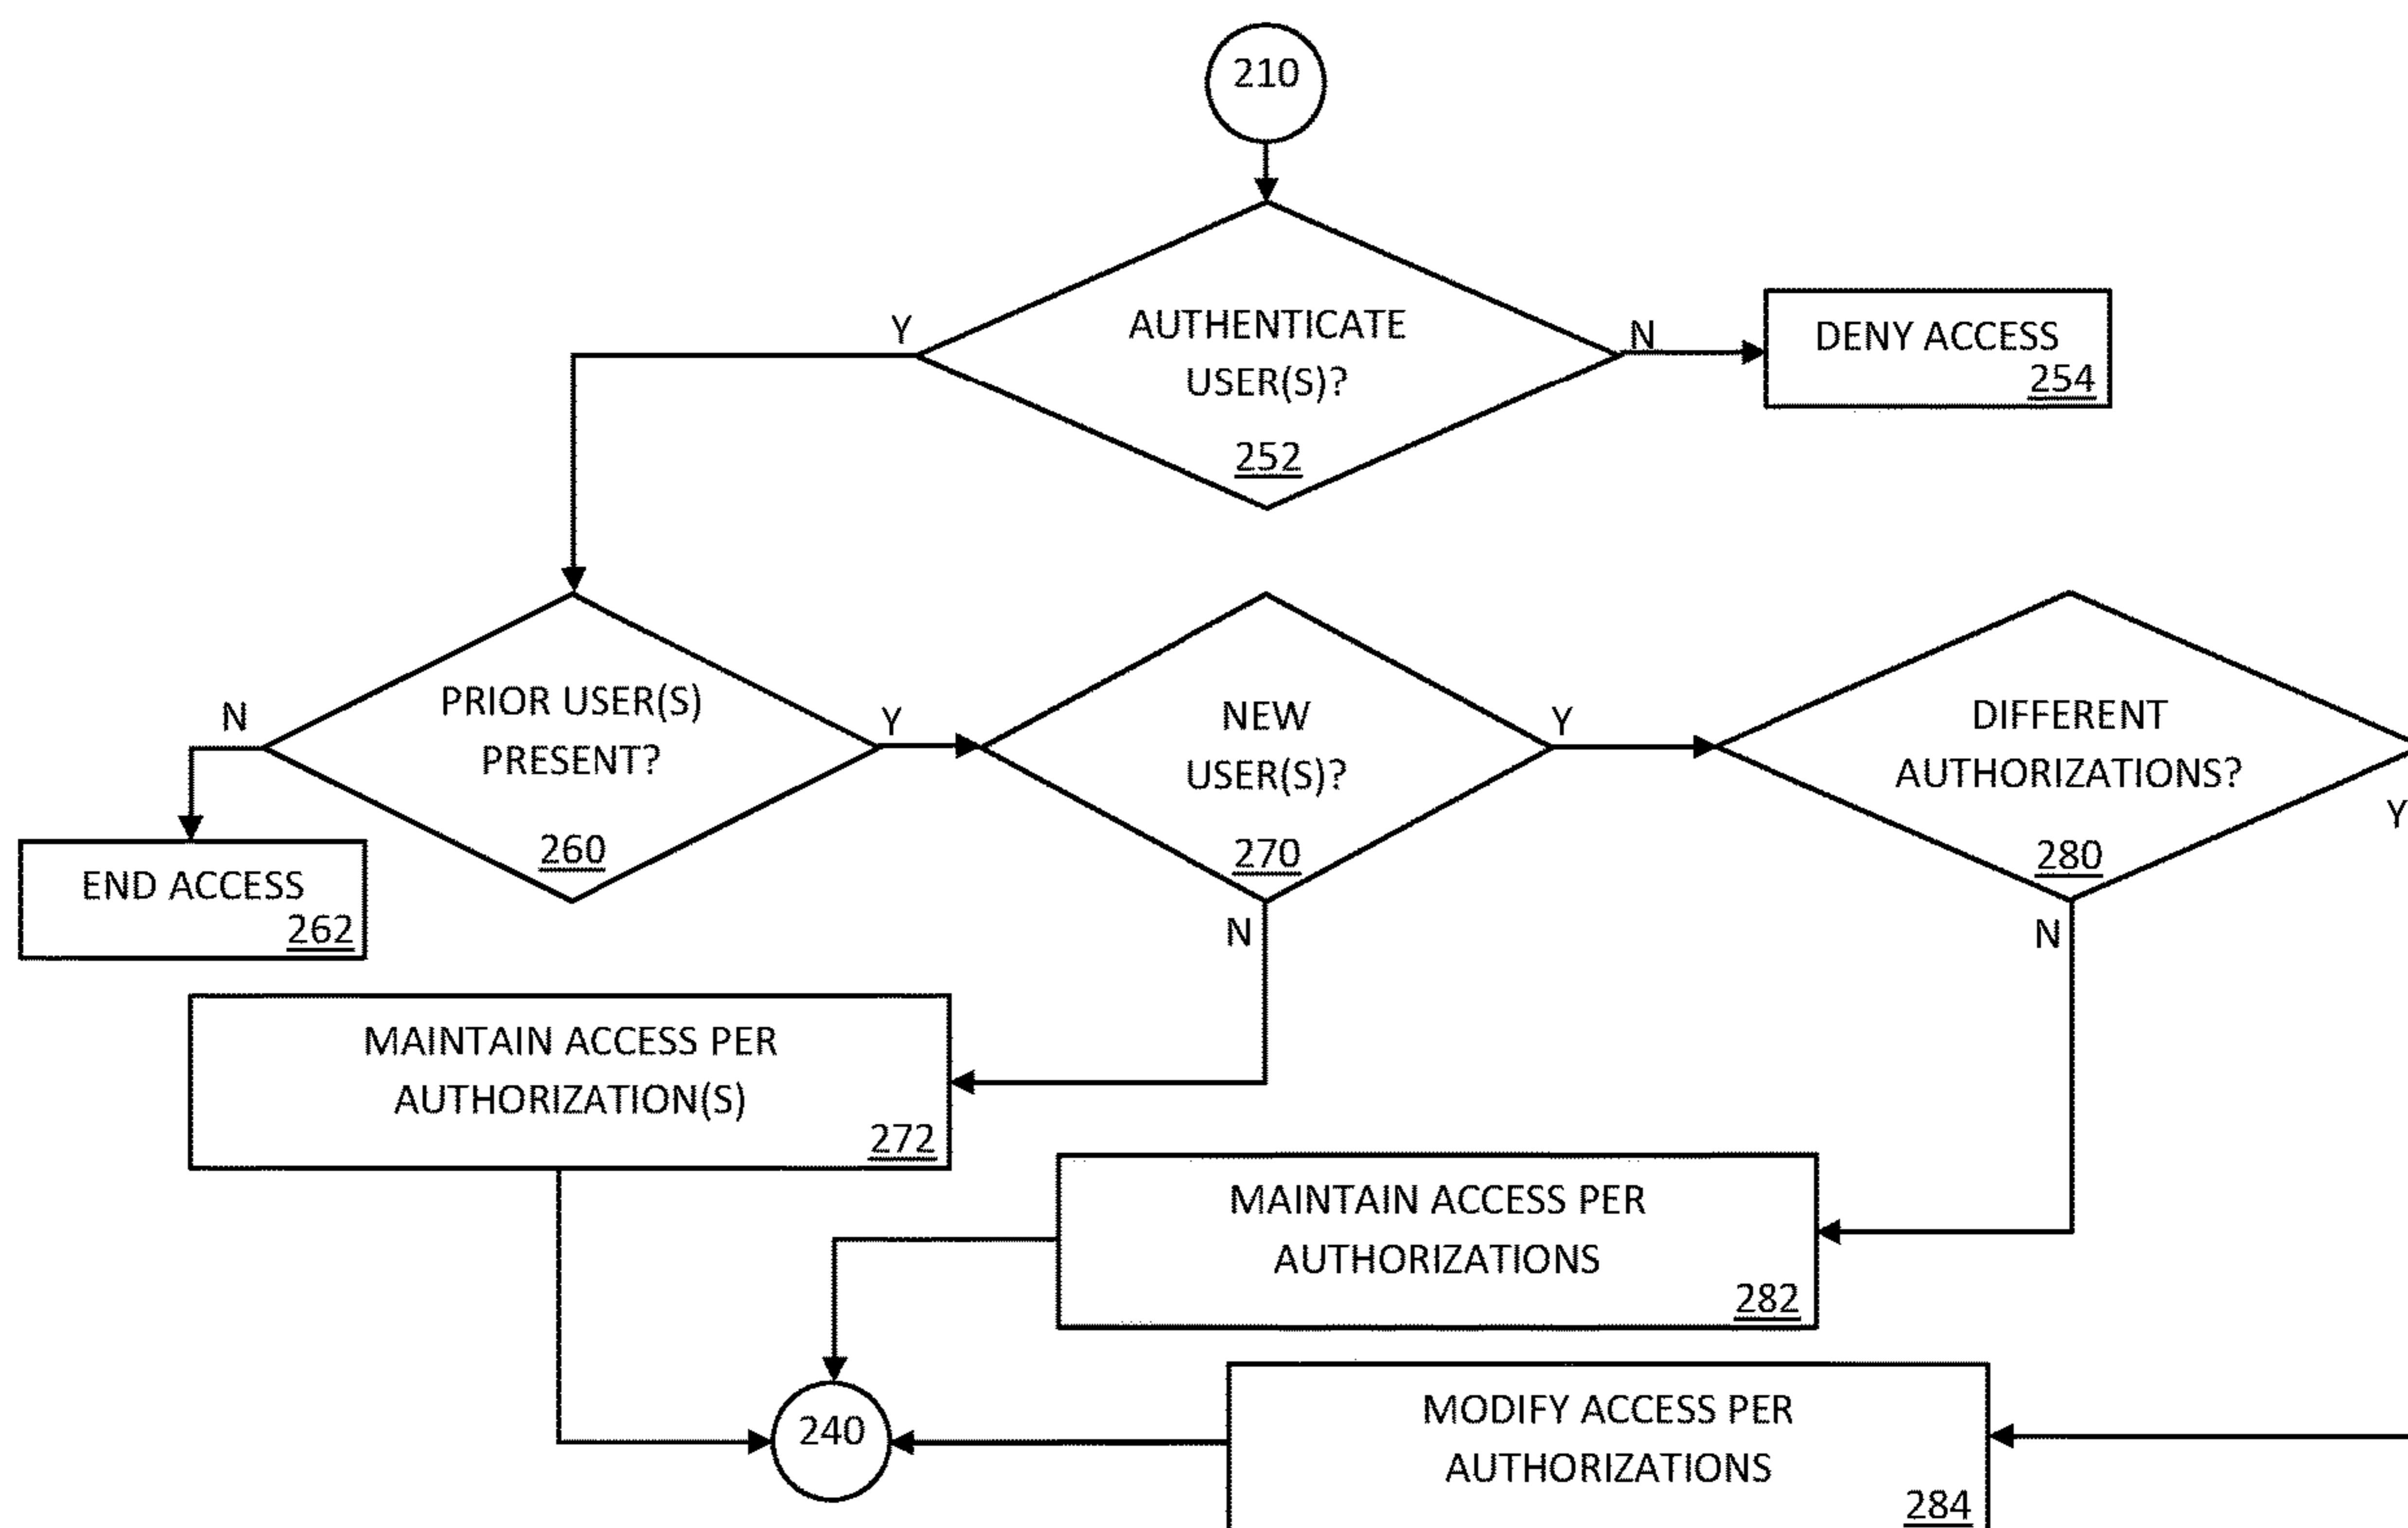 210
AUTHENTICATE
USER(S)?
252
Y
N
DENY ACCESS
254
PRIOR USER(S)
PRESENT?
260
N
Y
END ACCESS
262
NEW
USER(S)?
270
Y
N
DIFFERENT
AUTHORIZATIONS?
280
Y
N
MAINTAIN ACCESS PER
AUTHORIZATION(S)
272
MAINTAIN ACCESS PER
AUTHORIZATIONS
282
240
MODIFY ACCESS PER
AUTHORIZATIONS
284